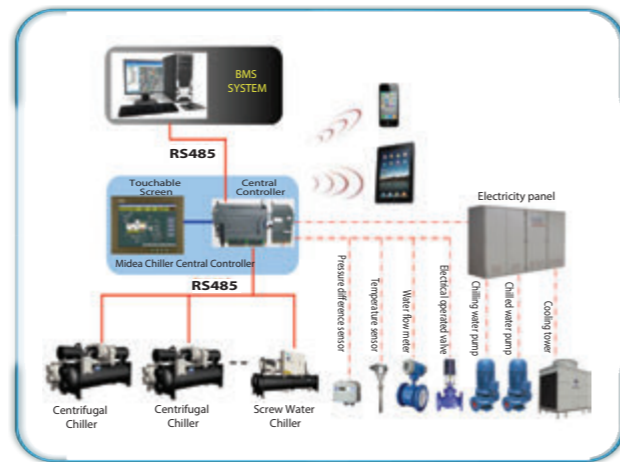 BMS
SYSTEM
RS485
Touchable
Screen
Central
Controller
Midea Chiller Central Controller
RS485
Electricity panel
Pressure difference sensor
Temperature sensor
Water flow meter
Electrical operated valve
Chilling water pump
Chilled water pump
Cooling tower
Centrifugal
Chiller
Centrifugal
Chiller
Screw Water
Chiller